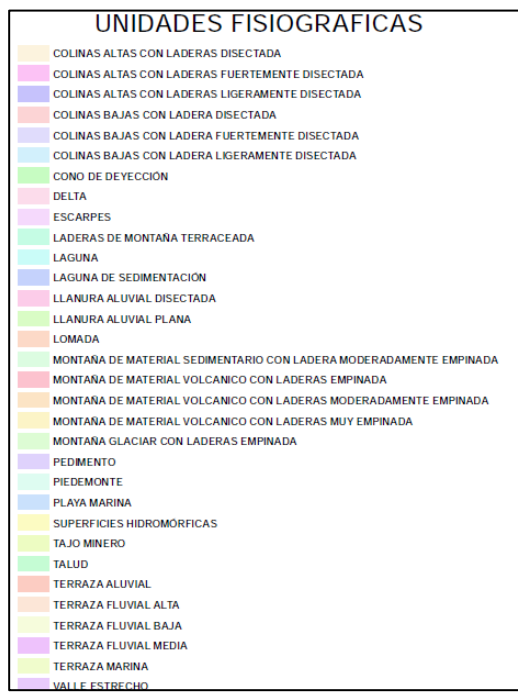 UNIDADES FISIOGRAFICAS
COLINAS ALTAS CON LADERAS DISECTADA
COLINAS ALTAS CON LADERAS FUERTEMENTE DISECTADA
COLINAS ALTAS CON LADERAS LIGERAMENTE DISECTADA
COLINAS BAJAS CON LADERA DISECTADA
COLINAS BAJAS CON LADERA FUERTEMENTE DISECTADA
COLINAS BAJAS CON LADERA LIGERAMENTE DISECTADA
CONO DE DEYECCIÓN
DELTA
ESCARPES
LADERAS DE MONTAÑA TERRACEADA
LAGUNA
LAGUNA DE SEDIMENTACIÓN
LLANURA ALUVIAL DISECTADA
LLANURA ALUVIAL PLANA
LOMADA
MONTAÑA DE MATERIAL SEDIMENTARIO CON LADERA MODERADAMENTE EMPINADA
MONTAÑA DE MATERIAL VOLCANICO CON LADERAS EMPINADA
MONTAÑA DE MATERIAL VOLCANICO CON LADERAS MODERADAMENTE EMPINADA
MONTAÑA DE MATERIAL VOLCANICO CON LADERAS MUY EMPINADA
MONTAÑA GLACIAR CON LADERAS EMPINADA
PEDIMENTO
PIEDEMONTE
PLAYA MARINA
SUPERFICIES HIDROMÓRFICAS
TAJO MINERO
TALUD
TERRAZA ALUVIAL
TERRAZA FLUVIAL ALTA
TERRAZA FLUVIAL BAJA
TERRAZA FLUVIAL MEDIA
TERRAZA MARINA
VALLE ESTRECHO